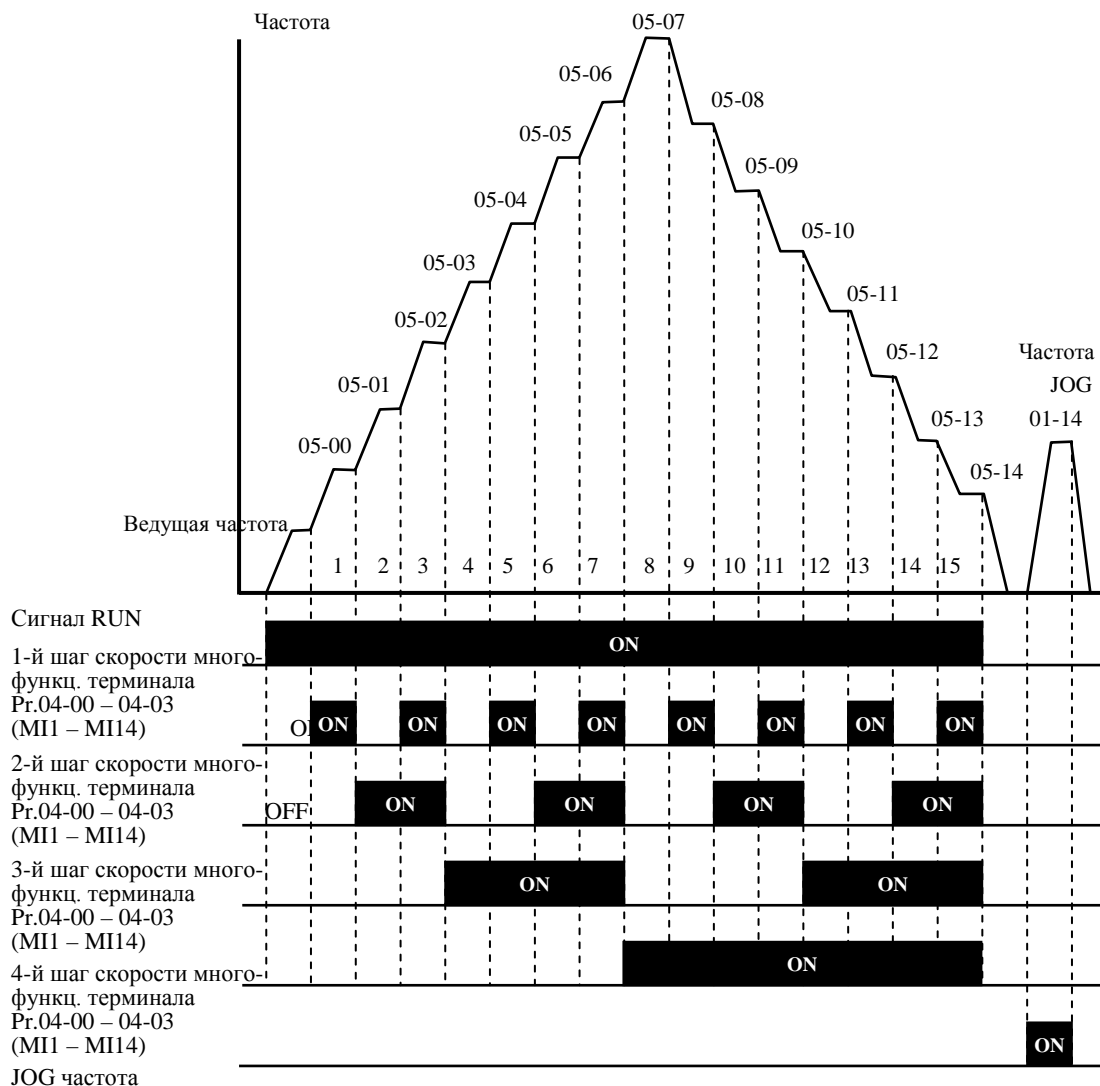 Частота
05-07
05-06
05-08
05-05
05-09
05-04
05-10
05-03
05-11
05-02
05-12
Частота
JOG
05-01
05-13
01-14
05-00
05-14
Ведущая частота
1 2 3 4 5 6 7 8 9 10 11 12 13 14 15
Сигнал RUN
ON
1-й шаг скорости много-
функц. терминала
Pr.04-00 – 04-03
(MI1 – MI14)
ON ON ON ON ON ON ON ON
2-й шаг скорости много-
функц. терминала
Pr.04-00 – 04-03
(MI1 – MI14)
OFF ON ON ON ON
3-й шаг скорости много-
функц. терминала
Pr.04-00 – 04-03
(MI1 – MI14)
ON ON
4-й шаг скорости много-
функц. терминала
Pr.04-00 – 04-03
(MI1 – MI14)
ON
JOG частота
ON